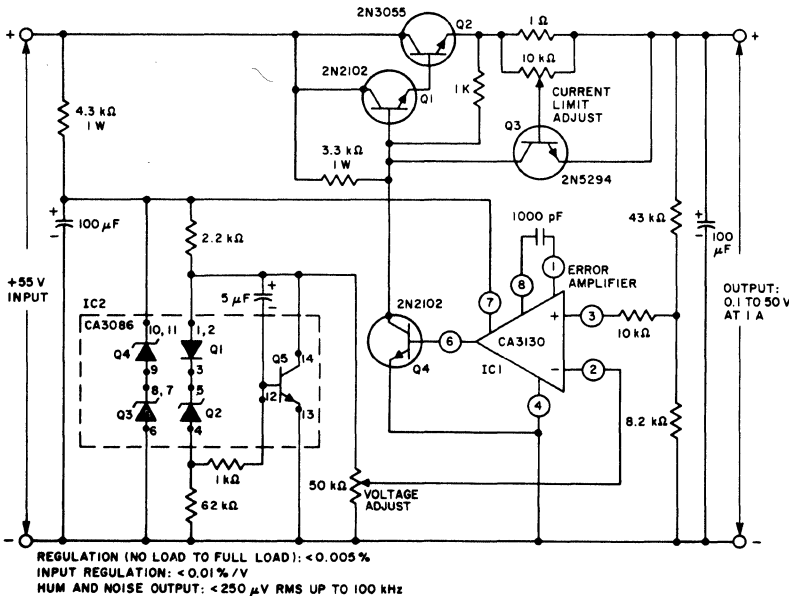 2N3055
Q2
1 Ω
10 kΩ
+
+
2N2102
Q1
1 K
CURRENT
LIMIT
ADJUST
4.3 kΩ
1 W
Q3
3.3 kΩ
1 W
2N5294
+
100 µF
-
2.2 kΩ
1000 pF
43 kΩ
+
100
µF
-
+55 V
INPUT
8
1
ERROR
AMPLIFIER
OUTPUT:
0.1 TO 50 V
AT 1 A
IC2
5 µF
+
-
7
2N2102
CA3086
10, 11
1, 2
+
3
10 kΩ
Q4
Q1
Q5
14
6
CA3130
9
3
Q4
IC1
-
2
8, 7
5
12
4
Q3
Q2
13
6
4
8.2 kΩ
1 kΩ
50 kΩ
VOLTAGE
ADJUST
62 kΩ
-
-
REGULATION (NO LOAD TO FULL LOAD): <0.005 %
INPUT REGULATION: <0.01 % / V
HUM AND NOISE OUTPUT: <250 µV RMS UP TO 100 kHz